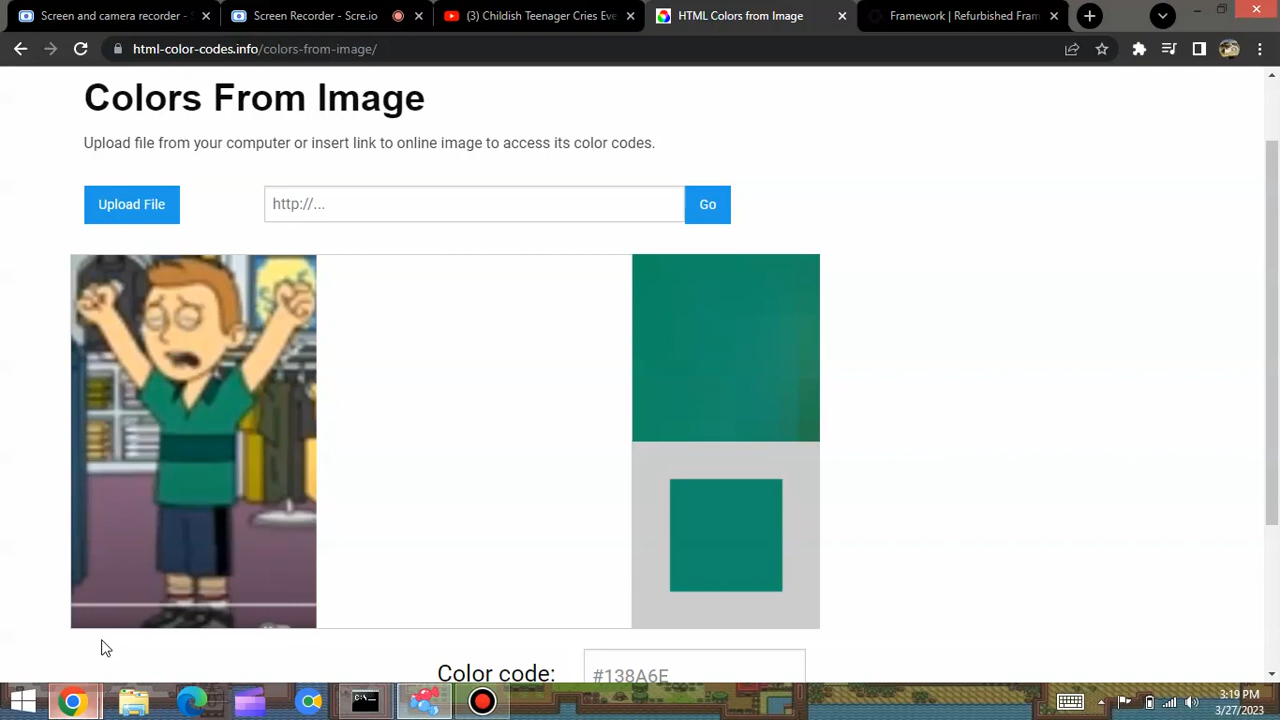 Screen and camera recorder -
Screen Recorder - Scre.io
(3) Childish Teenager Cries Eve
HTML Colors from Image
Framework | Refurbished Fram
html-color-codes.info/colors-from-image/
Colors From Image
Upload file from your computer or insert link to online image to access its color codes.
Upload File
http://...
Go
Color code:
#138A6E
3:19 PM
3/27/2023